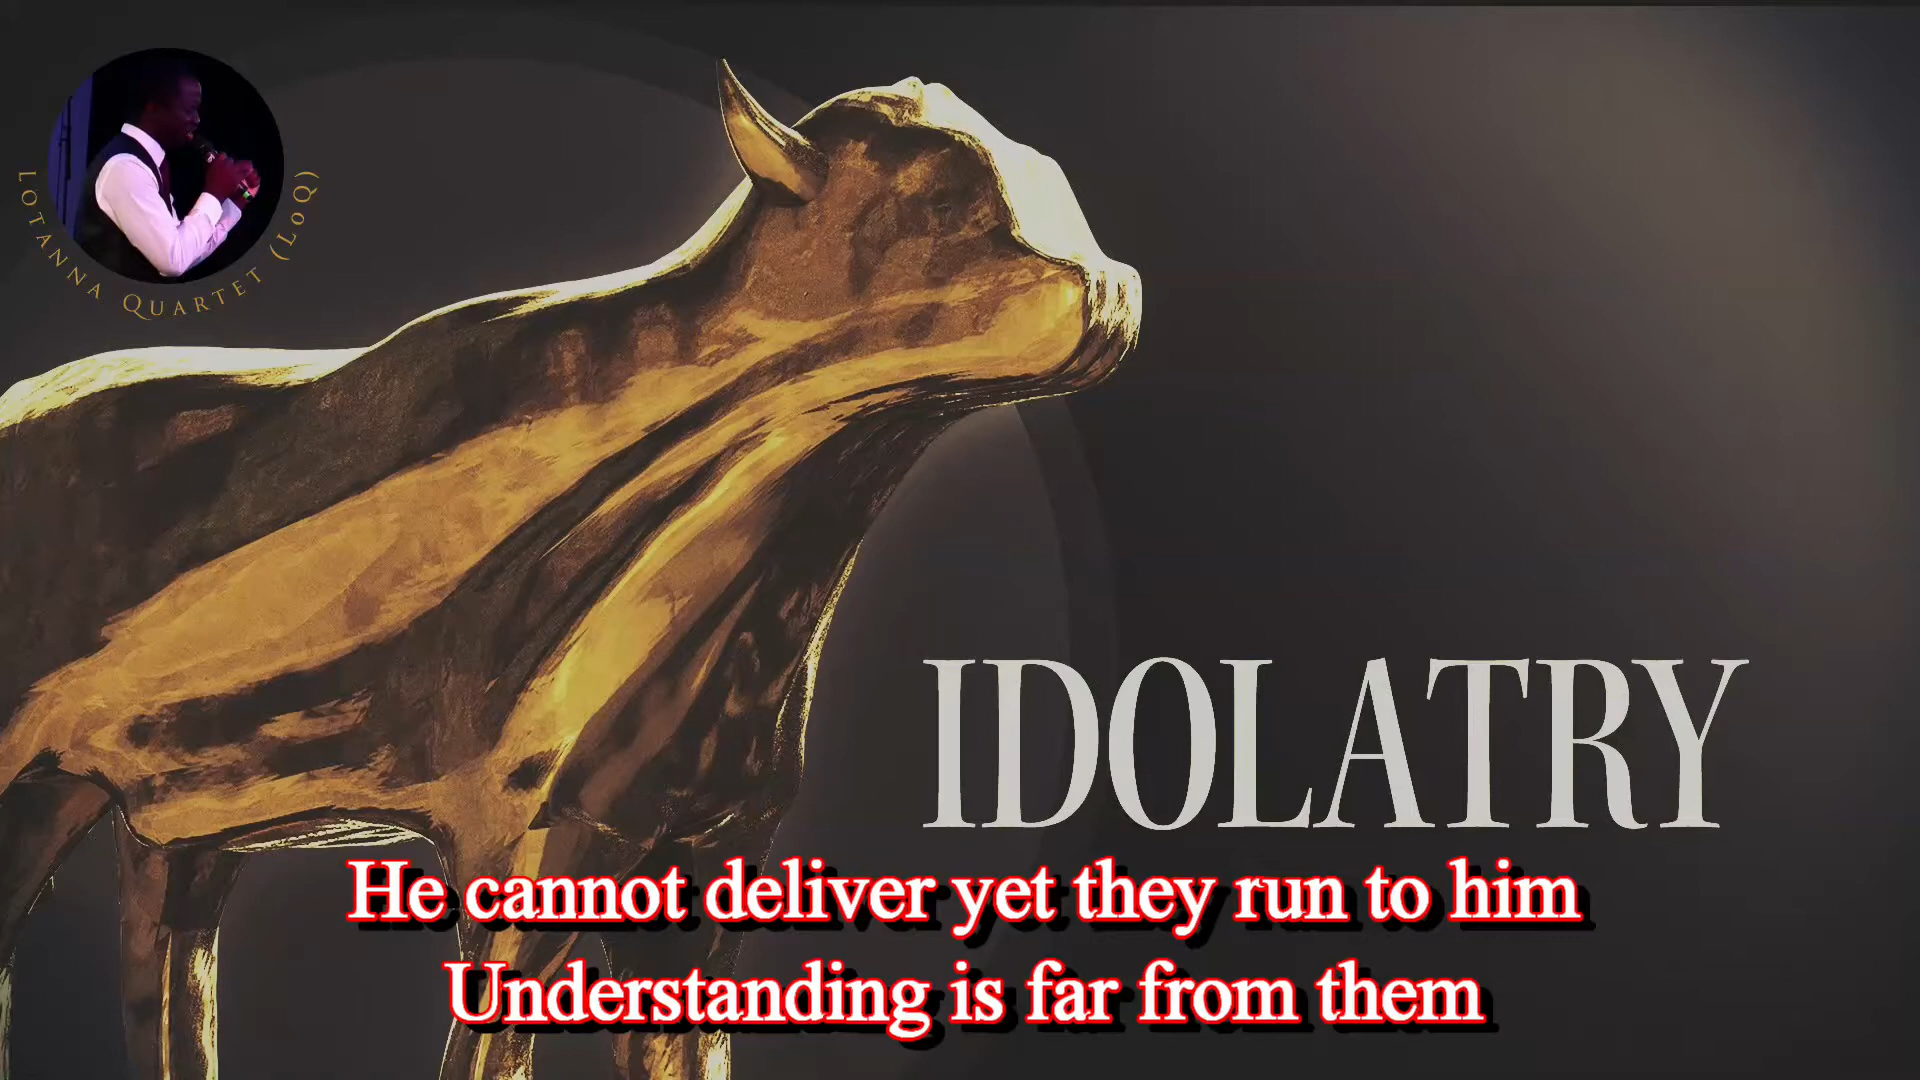 LOTANNA QUARTET (LOQ)
IDOLATRY
He cannot deliver yet they run to him
Understanding is far from them